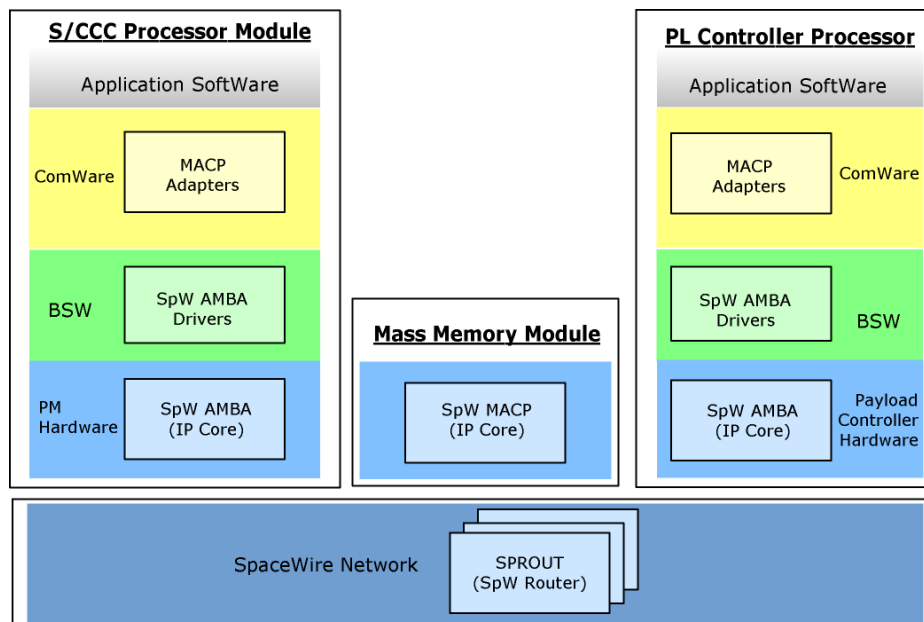 S/CCC Processor Module
Application SoftWare
ComWare
MACP
Adapters
BSW
SpW AMBA
Drivers
PM
Hardware
SpW AMBA
(IP Core)
Mass Memory Module
SpW MACP
(IP Core)
PL Controller Processor
Application SoftWare
MACP
Adapters
ComWare
SpW AMBA
Drivers
BSW
SpW AMBA
(IP Core)
Payload
Controller
Hardware
SpaceWire Network
SPROUT
(SpW Router)